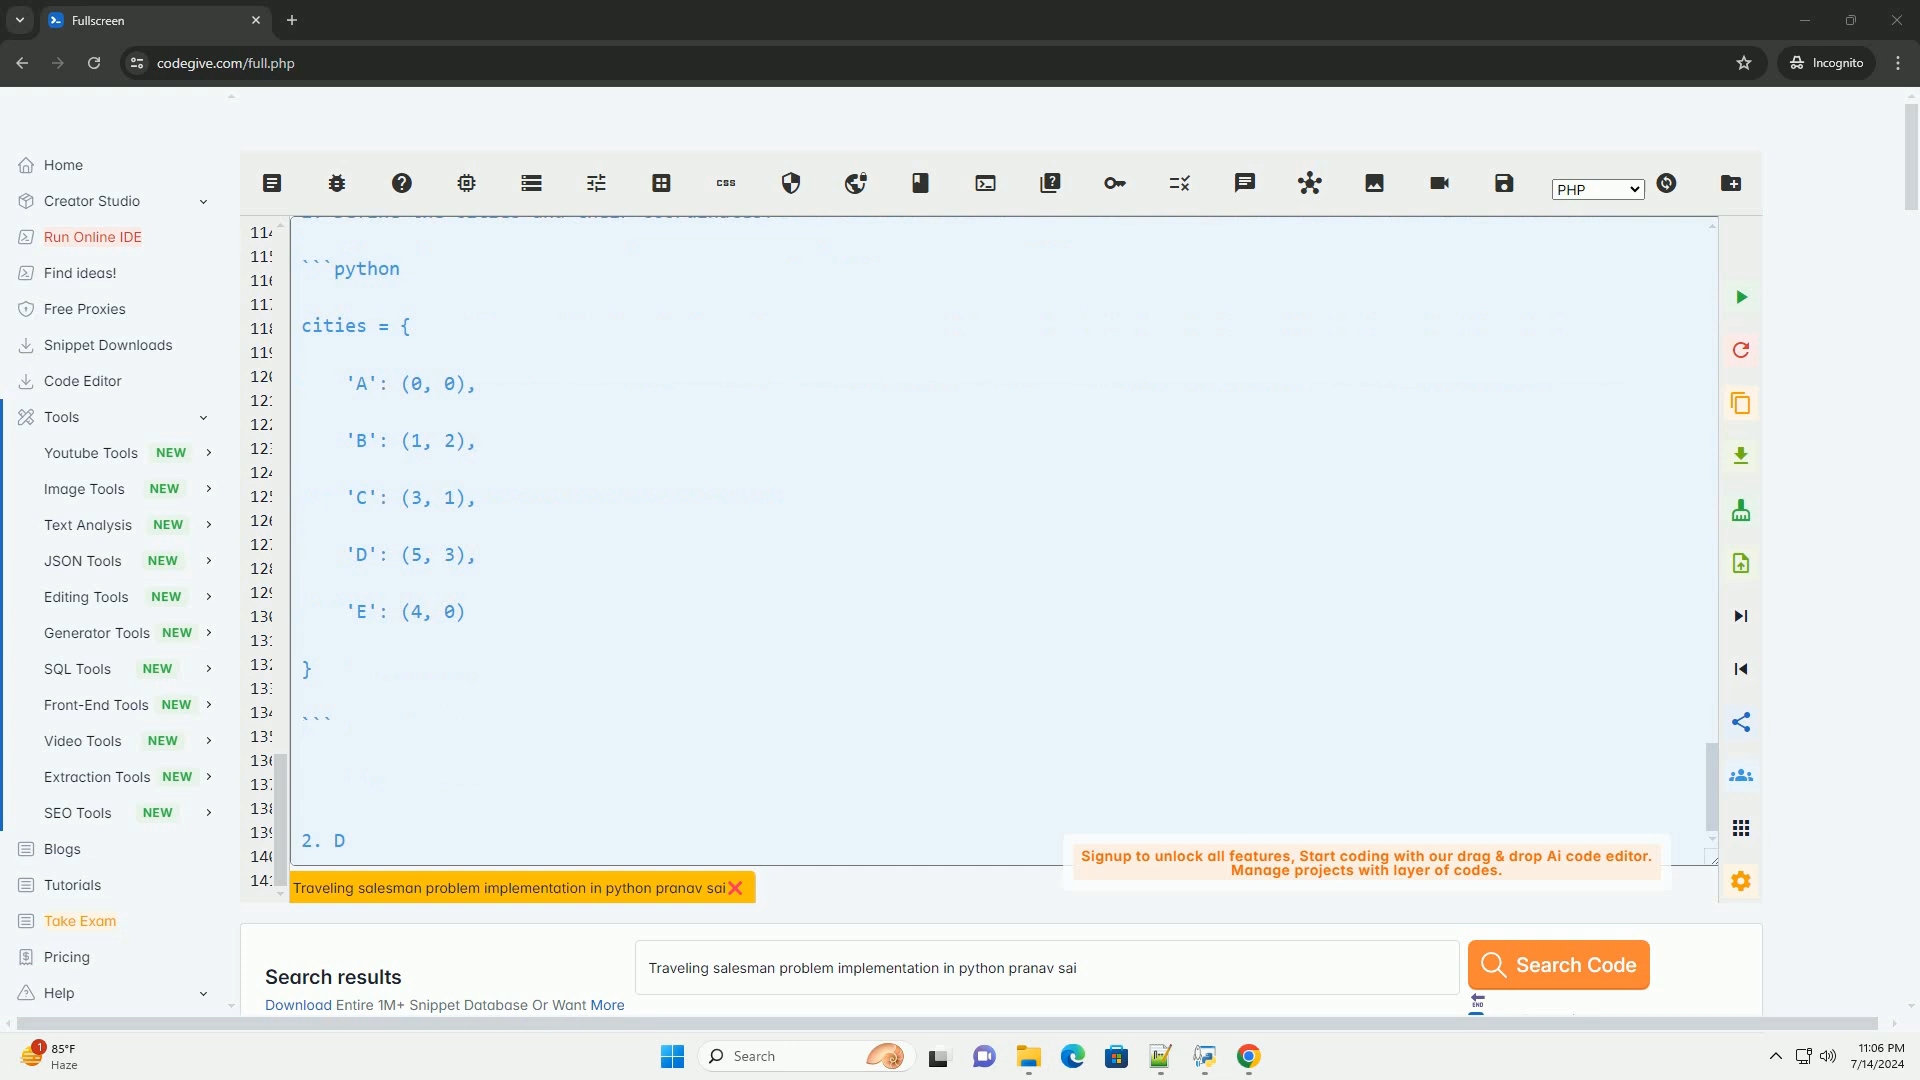 Fullscreen
codegive.com/full.php
Incognito
Home
Creator Studio
Run Online IDE
Find ideas!
Free Proxies
Snippet Downloads
Code Editor
Tools
Youtube Tools NEW
Image Tools NEW
Text Analysis NEW
JSON Tools NEW
Editing Tools NEW
Generator Tools NEW
SQL Tools NEW
Front-End Tools NEW
Video Tools NEW
Extraction Tools NEW
SEO Tools NEW
Blogs
Tutorials
Take Exam
Pricing
Help
css
PHP
```python
cities = {
'A': (0, 0),
'B': (1, 2),
'C': (3, 1),
'D': (5, 3),
'E': (4, 0)
}
```
2. D
Signup to unlock all features, Start coding with our drag & drop Ai code editor.
Manage projects with layer of codes.
Traveling salesman problem implementation in python pranav sai
Search results
Download Entire 1M+ Snippet Database Or Want More
Traveling salesman problem implementation in python pranav sai
Search Code
END
1
85°F
Haze
Search
11:06 PM
7/14/2024